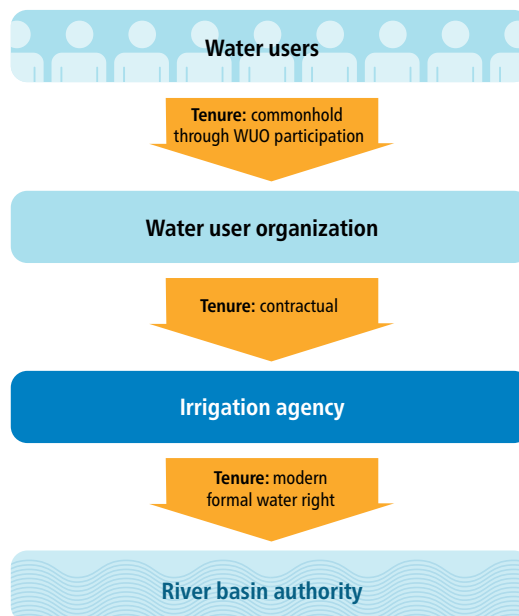 Water users
Tenure: commonhold
through WUO participation
Water user organization
Tenure: contractual
Irrigation agency
Tenure: modern
formal water right
River basin authority